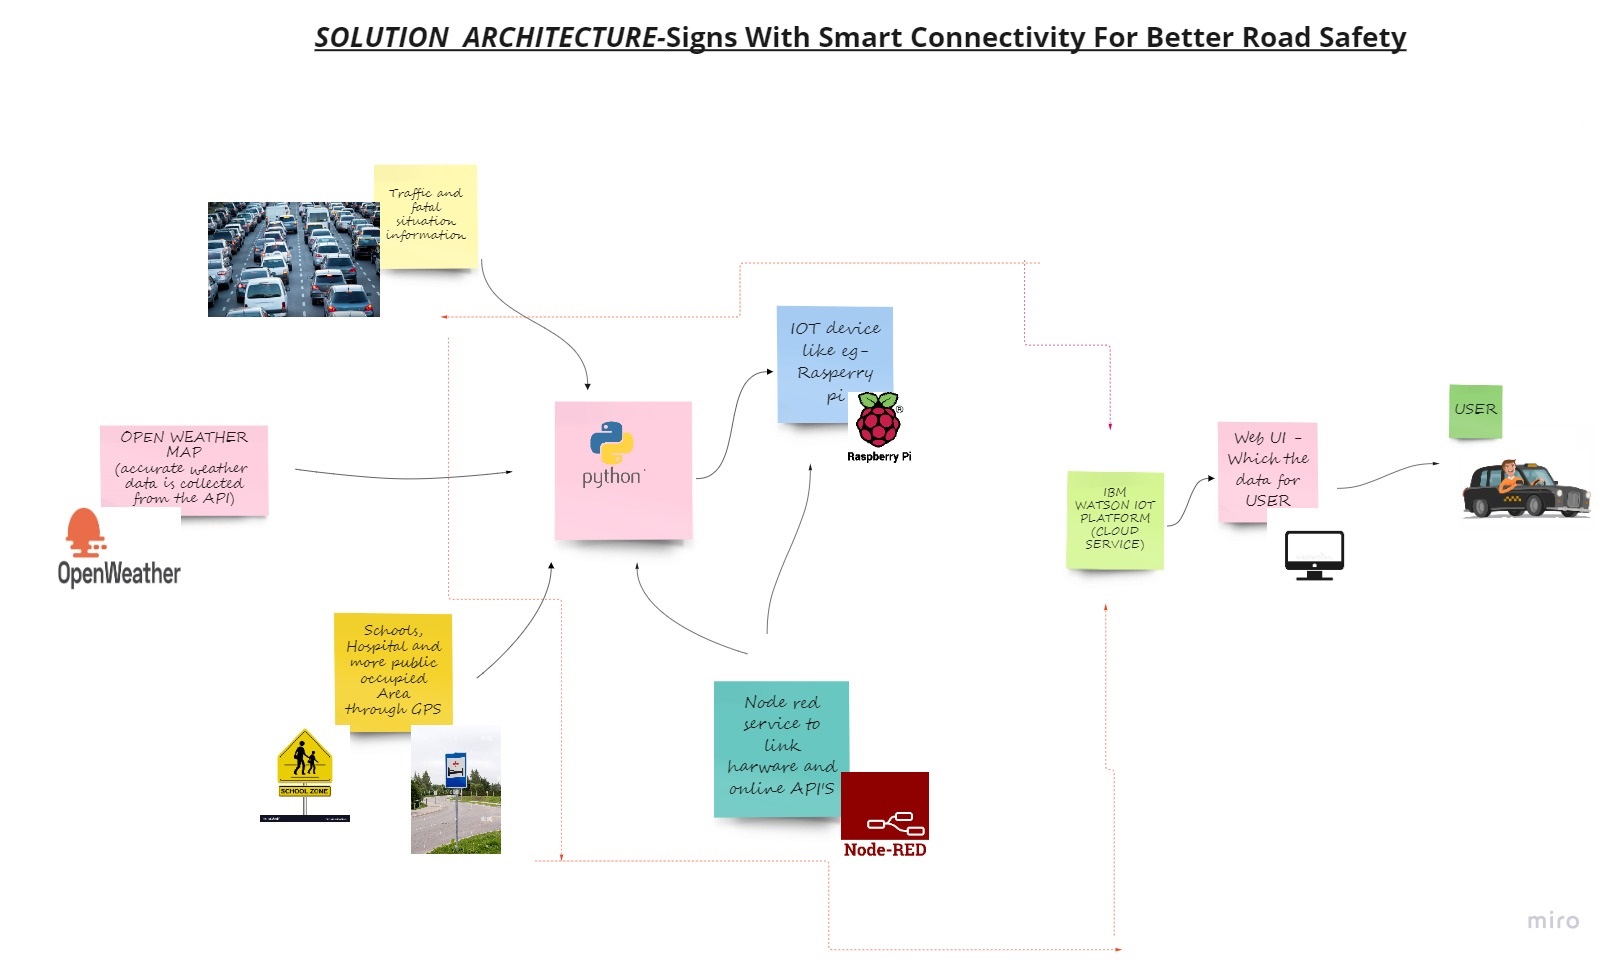 SOLUTION ARCHITECTURE-Signs With Smart Connectivity For Better Road Safety
Traffic and
fatal
situation
information
IOT device
like eg-
Rasperry
pi
Raspberry Pi
®
python
OPEN WEATHER
MAP
(accurate weather
data is collected
from the API)
OpenWeather
USER
Web UI -
Which the
data for
USER
IBM
WATSON IOT
PLATFORM
(CLOUD
SERVICE)
Schools,
Hospital and
more public
occupied
Area
through GPS
SCHOOL ZONE
Node red
service to
link
harware and
online API'S
Node-RED
miro